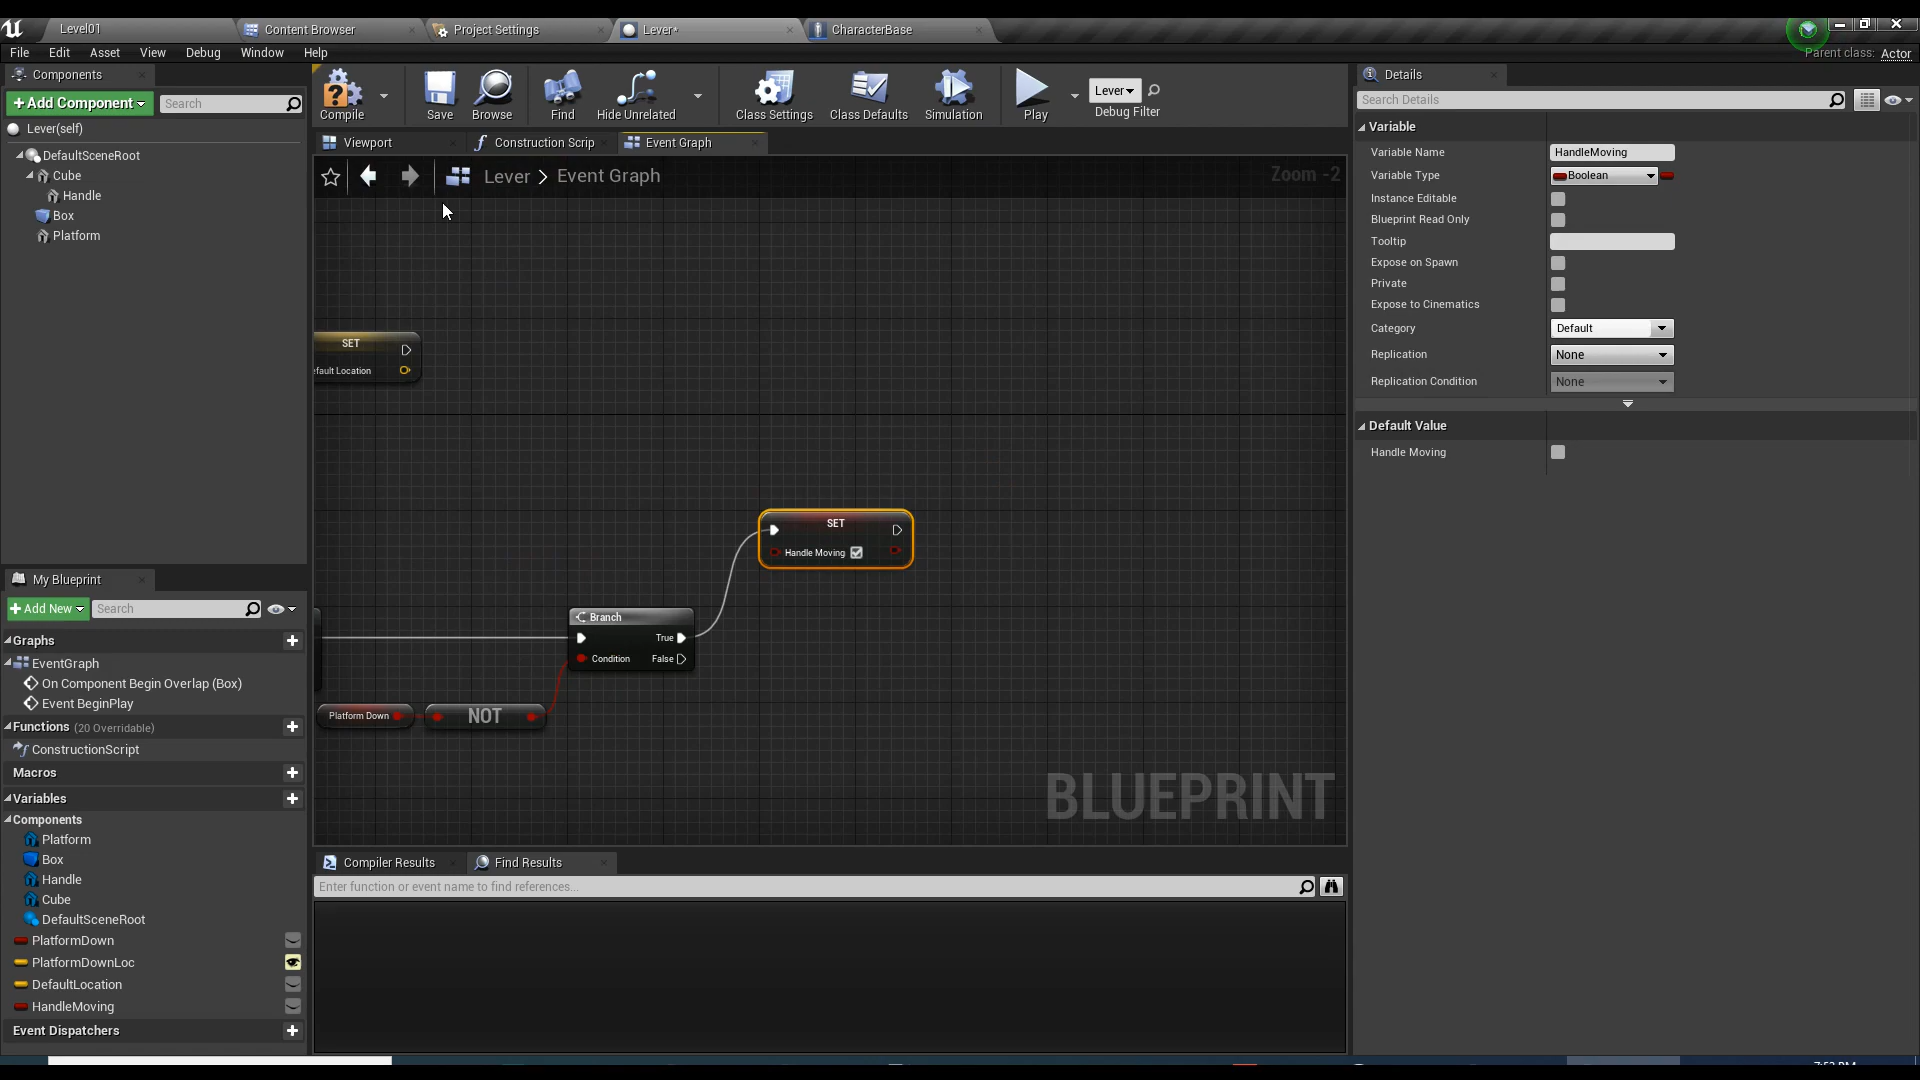 Level01
Content Browser
Project Settings
Lever*
CharacterBase
File Edit Asset View Debug Window Help
Parent class: Actor
Components
+Add Component
Search
Lever(self)
DefaultSceneRoot
Cube
Handle
Box
Platform
Compile
Save
Browse
Find
Hide Unrelated
Class Settings
Class Defaults
Simulation
Play
Lever
Debug Filter
Viewport
Construction Scrip
Event Graph
Lever > Event Graph
Zoom -2
SET
efault Location
SET
Handle Moving
Branch
True
Condition
False
Platform Down
NOT
BLUEPRINT
My Blueprint
+Add New
Search
Graphs
EventGraph
On Component Begin Overlap (Box)
Event BeginPlay
Functions (20 Overridable)
ConstructionScript
Macros
Variables
Components
Platform
Box
Handle
Cube
DefaultSceneRoot
PlatformDown
PlatformDownLoc
DefaultLocation
HandleMoving
Event Dispatchers
Compiler Results
Find Results
Enter function or event name to find references...
Details
Search Details
Variable
Variable Name HandleMoving
Variable Type Boolean
Instance Editable
Blueprint Read Only
Tooltip
Expose on Spawn
Private
Expose to Cinematics
Category Default
Replication None
Replication Condition None
Default Value
Handle Moving